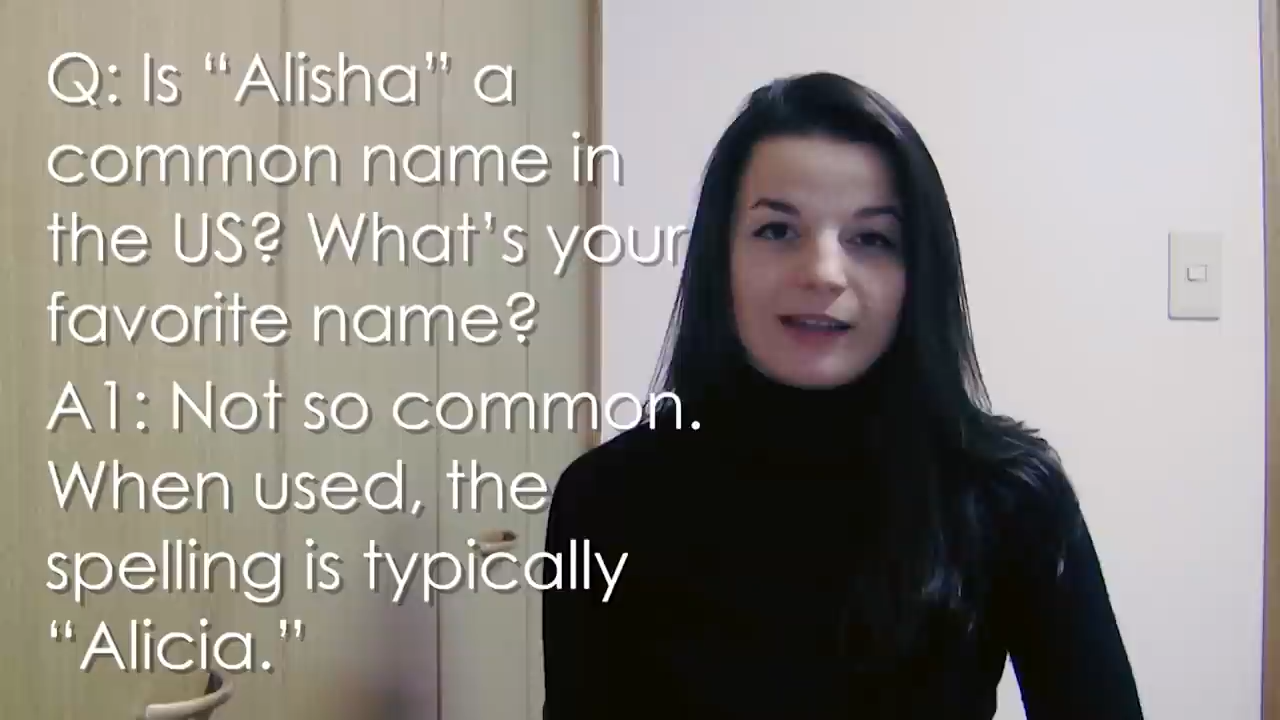 Q: Is “Alisha” a
common name in
the US? What’s your
favorite name?
A1: Not so common.
When used, the
spelling is typically
“Alicia.”